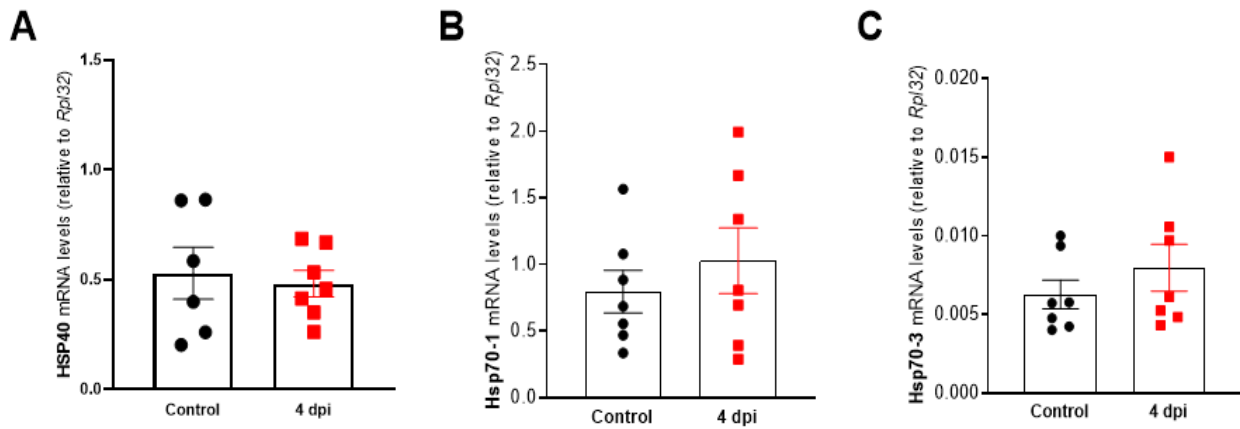 A
HSP40 mRNA levels (relative to Rpl32)
1.5
1.0
0.5
0.0
Control
4 dpi
B
Hsp70-1 mRNA levels (relative to Rpl32)
2.5
2.0
1.5
1.0
0.5
0.0
Control
4 dpi
C
Hsp70-3 mRNA levels (relative to Rpl32)
0.020
0.015
0.010
0.005
0.000
Control
4 dpi